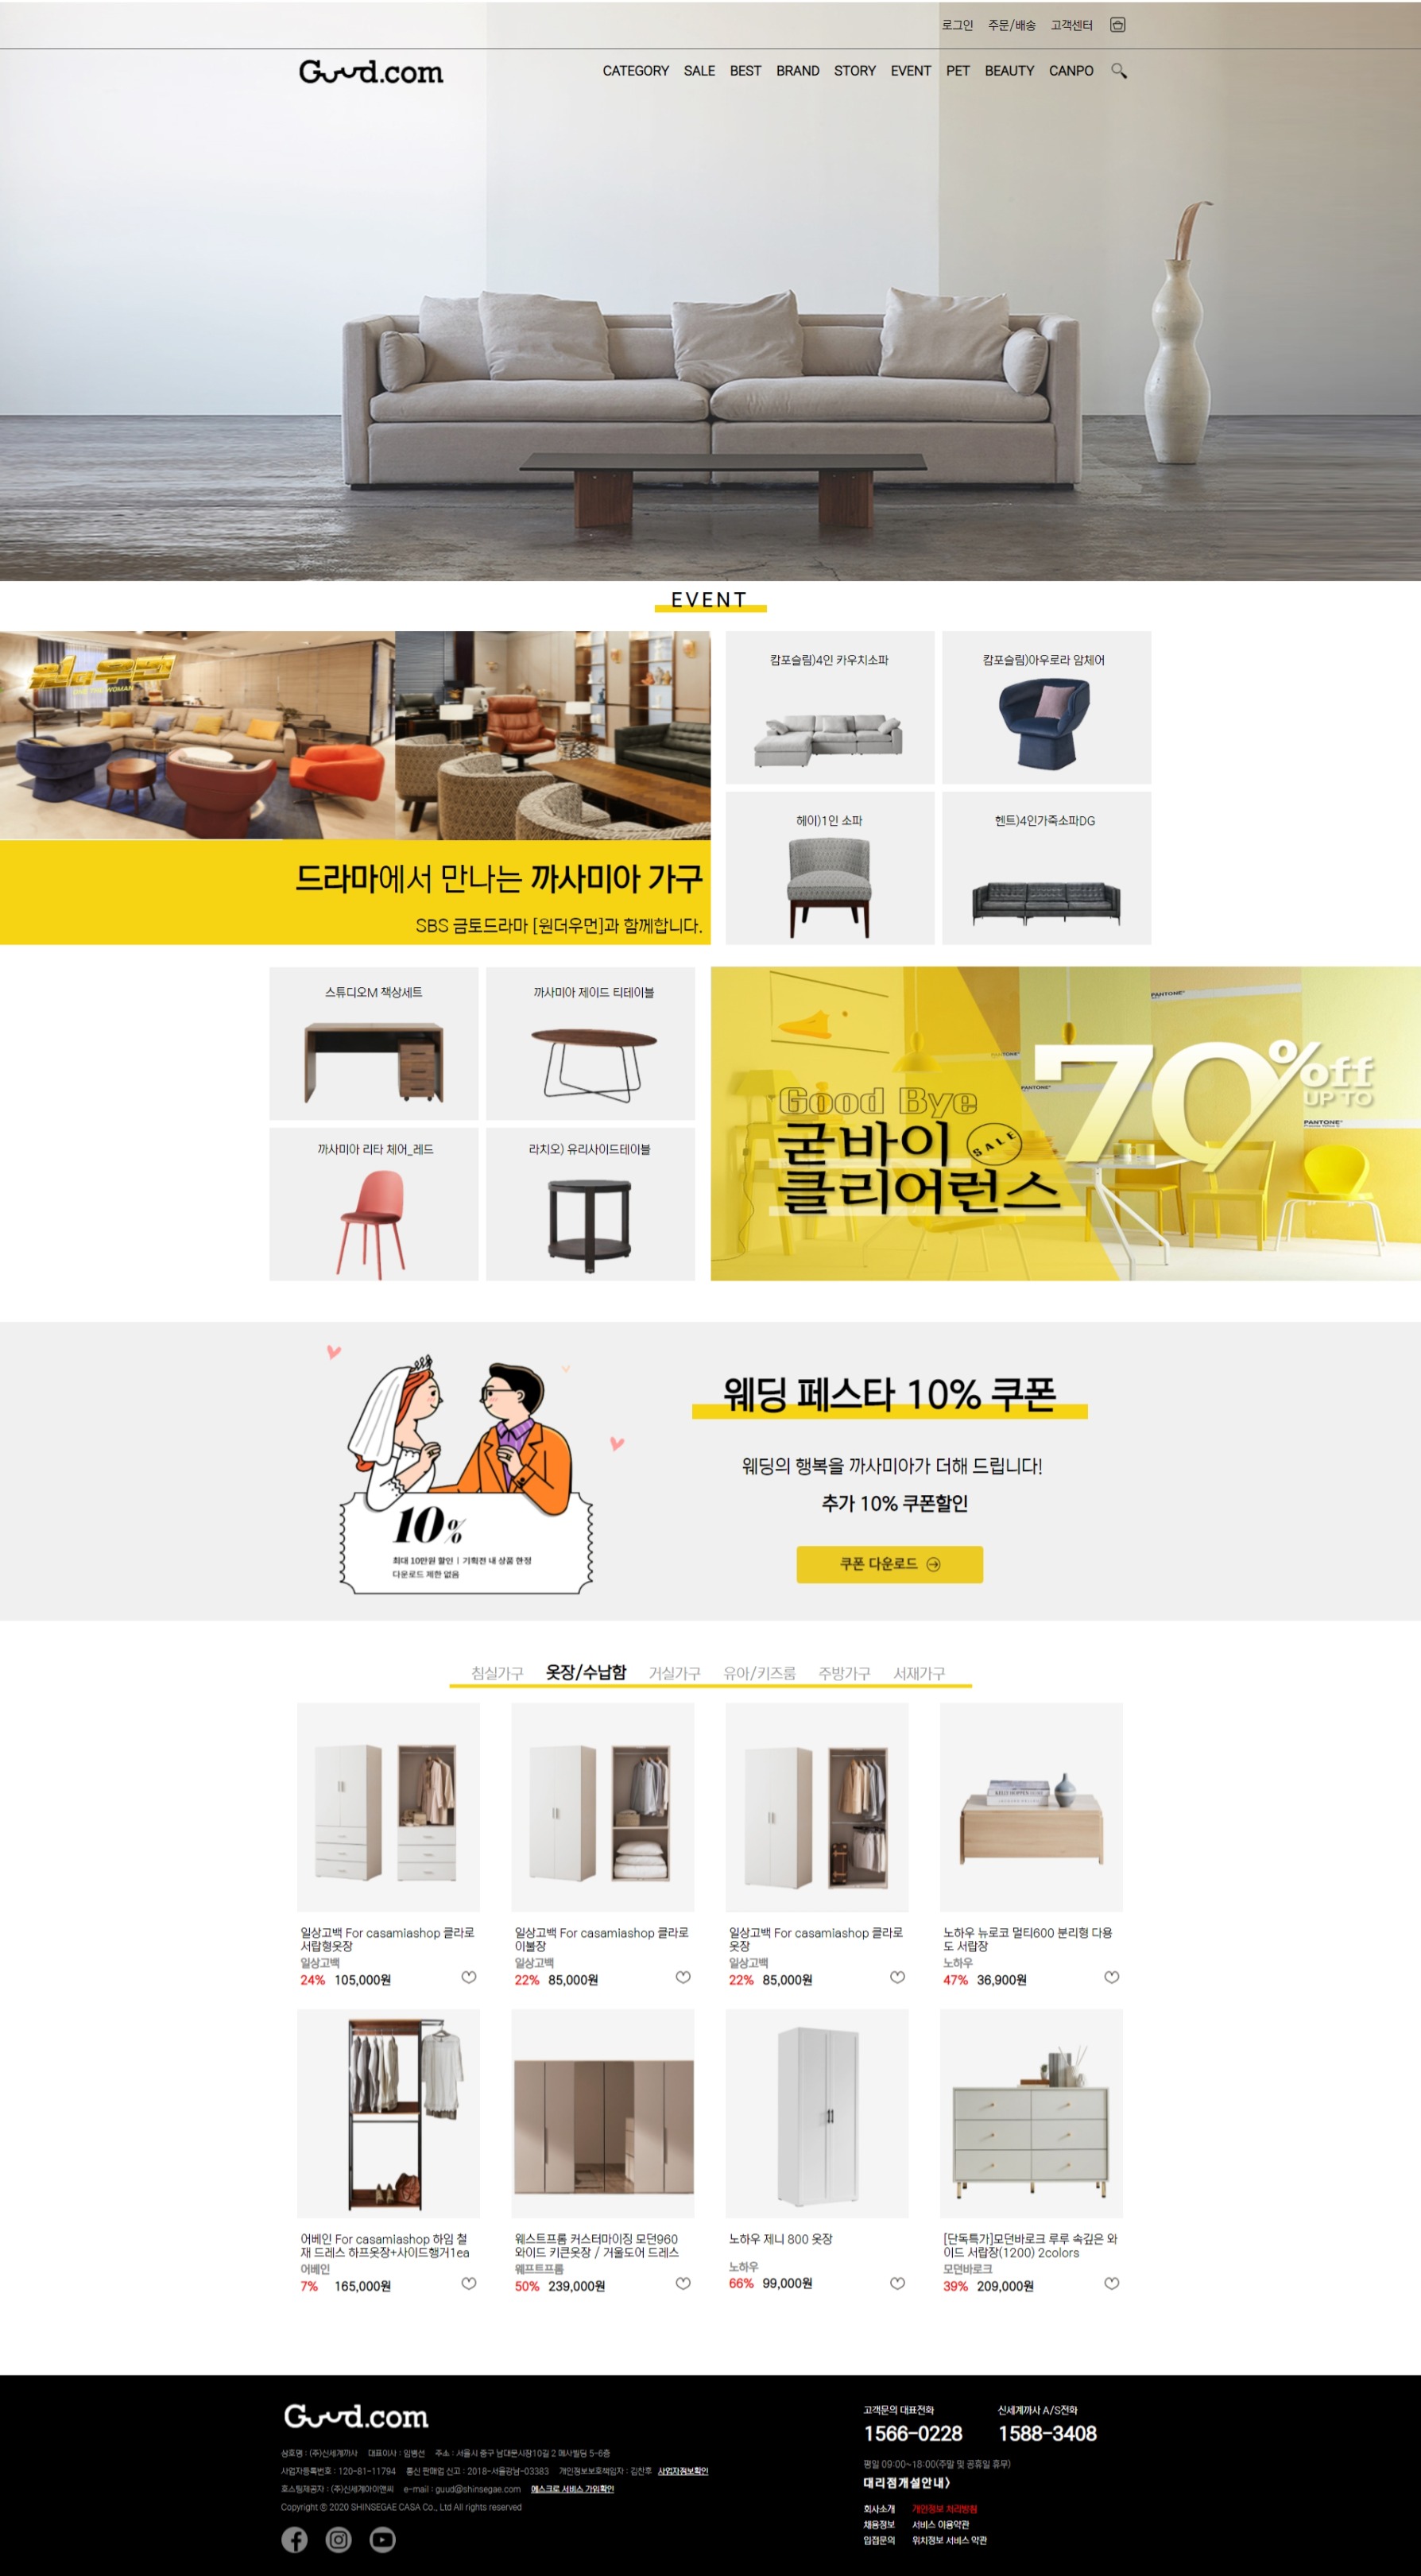 로그인 주문/배송 고객센터
Guud.com
CATEGORY SALE BEST BRAND STORY EVENT PET BEAUTY CANPO
EVENT
캄포슬림)4인 카우치소파
캄포슬림)아우로라 암체어
WOMAN
헤이)1인 소파
헨트)4인가죽소파DG
드라마에서 만나는 까사미아 가구
SBS 금토드라마 [원더우먼]과 함께합니다.
스튜디오M 책상세트
까사미아 제이드 티테이블
까사미아 리타 체어_레드
라치오) 유리사이드테이블
PANTONE
PANTONE
PANTONE
PANTONE
70% off
UP TO
Good Bye
굳바이 SALE
클리어런스
웨딩 페스타 10% 쿠폰
웨딩의 행복을 까사미아가 더해 드립니다!
추가 10% 쿠폰할인
쿠폰 다운로드
10%
최대 10만원 할인 | 기획전 내 상품 한정
다운로드 제한 없음
침실가구 옷장/수납함 거실가구 유아/키즈룸 주방가구 서재가구
일상고백 For casamiashop 클라로
서랍형옷장
일상고백
24% 105,000원
일상고백 For casamiashop 클라로
이불장
일상고백
22% 85,000원
일상고백 For casamiashop 클라로
옷장
일상고백
22% 85,000원
노하우 뉴로코 멀티600 분리형 다용
도 서랍장
노하우
47% 36,900원
어베인 For casamiashop 하임 철
재 드레스 하프옷장+사이드행거1ea
어베인
7% 165,000원
웨스트프롬 커스터마이징 모던960
와이드 키큰옷장 / 거울도어 드레스
웨프트프롬
50% 239,000원
노하우 제니 800 옷장
노하우
66% 99,000원
[단독특가]모던바로크 루루 속깊은 와
이드 서랍장(1200) 2colors
모던바로크
39% 209,000원
Guud.com
상호명 : (주)신세계까사 대표이사 : 임병선 주소 : 서울시 중구 남대문시장10길 2 메사빌딩 5-6층
사업자등록번호 : 120-81-11794 통신 판매업 신고 : 2018-서울강남-03383 개인정보보호책임자 : 김찬후 사업자정보확인
호스팅제공자 : (주)신세계아이앤씨 e-mail : guud@shinsegae.com 에스크로 서비스 가입확인
Copyright © 2020 SHINSEGAE CASA Co., Ltd All rights reserved
고객문의 대표전화
1566-0228
신세계까사 A/S전화
1588-3408
평일 09:00~18:00(주말 및 공휴일 휴무)
대리점개설안내〉
회사소개 개인정보 처리방침
채용정보 서비스 이용약관
입점문의 위치정보 서비스 약관